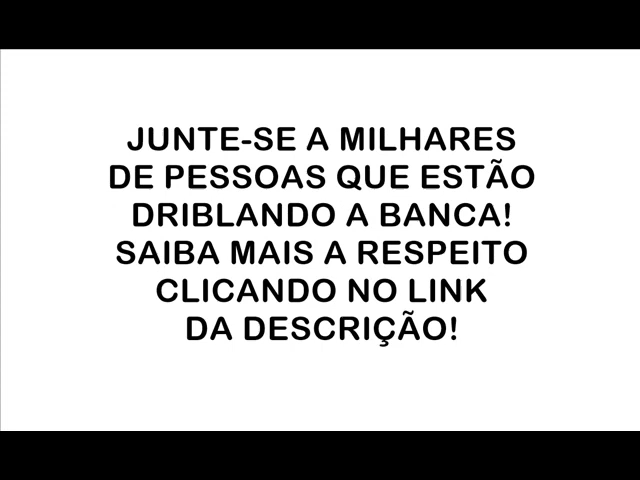 JUNTE-SE A MILHARES
DE PESSOAS QUE ESTÃO
DRIBLANDO A BANCA!
SAIBA MAIS A RESPEITO
CLICANDO NO LINK
DA DESCRIÇÃO!